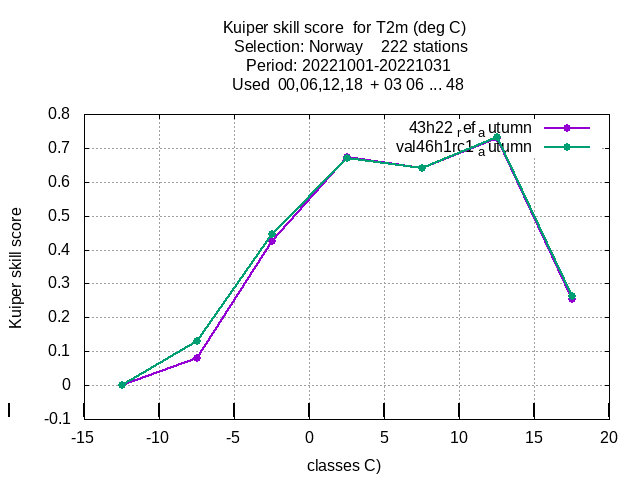 Kuiper skill score  for T2m (deg C)
Selection: Norway    222 stations
Period: 20221001-20221031
Used  00,06,12,18  + 03 06 ... 48
43h22_ref_autumn
val46h1rc1_autumn
0.8
0.7
0.6
0.5
0.4
0.3
0.2
0.1
0
-0.1
Kuiper skill score
-15
-10
-5
0
5
10
15
20
classes C)